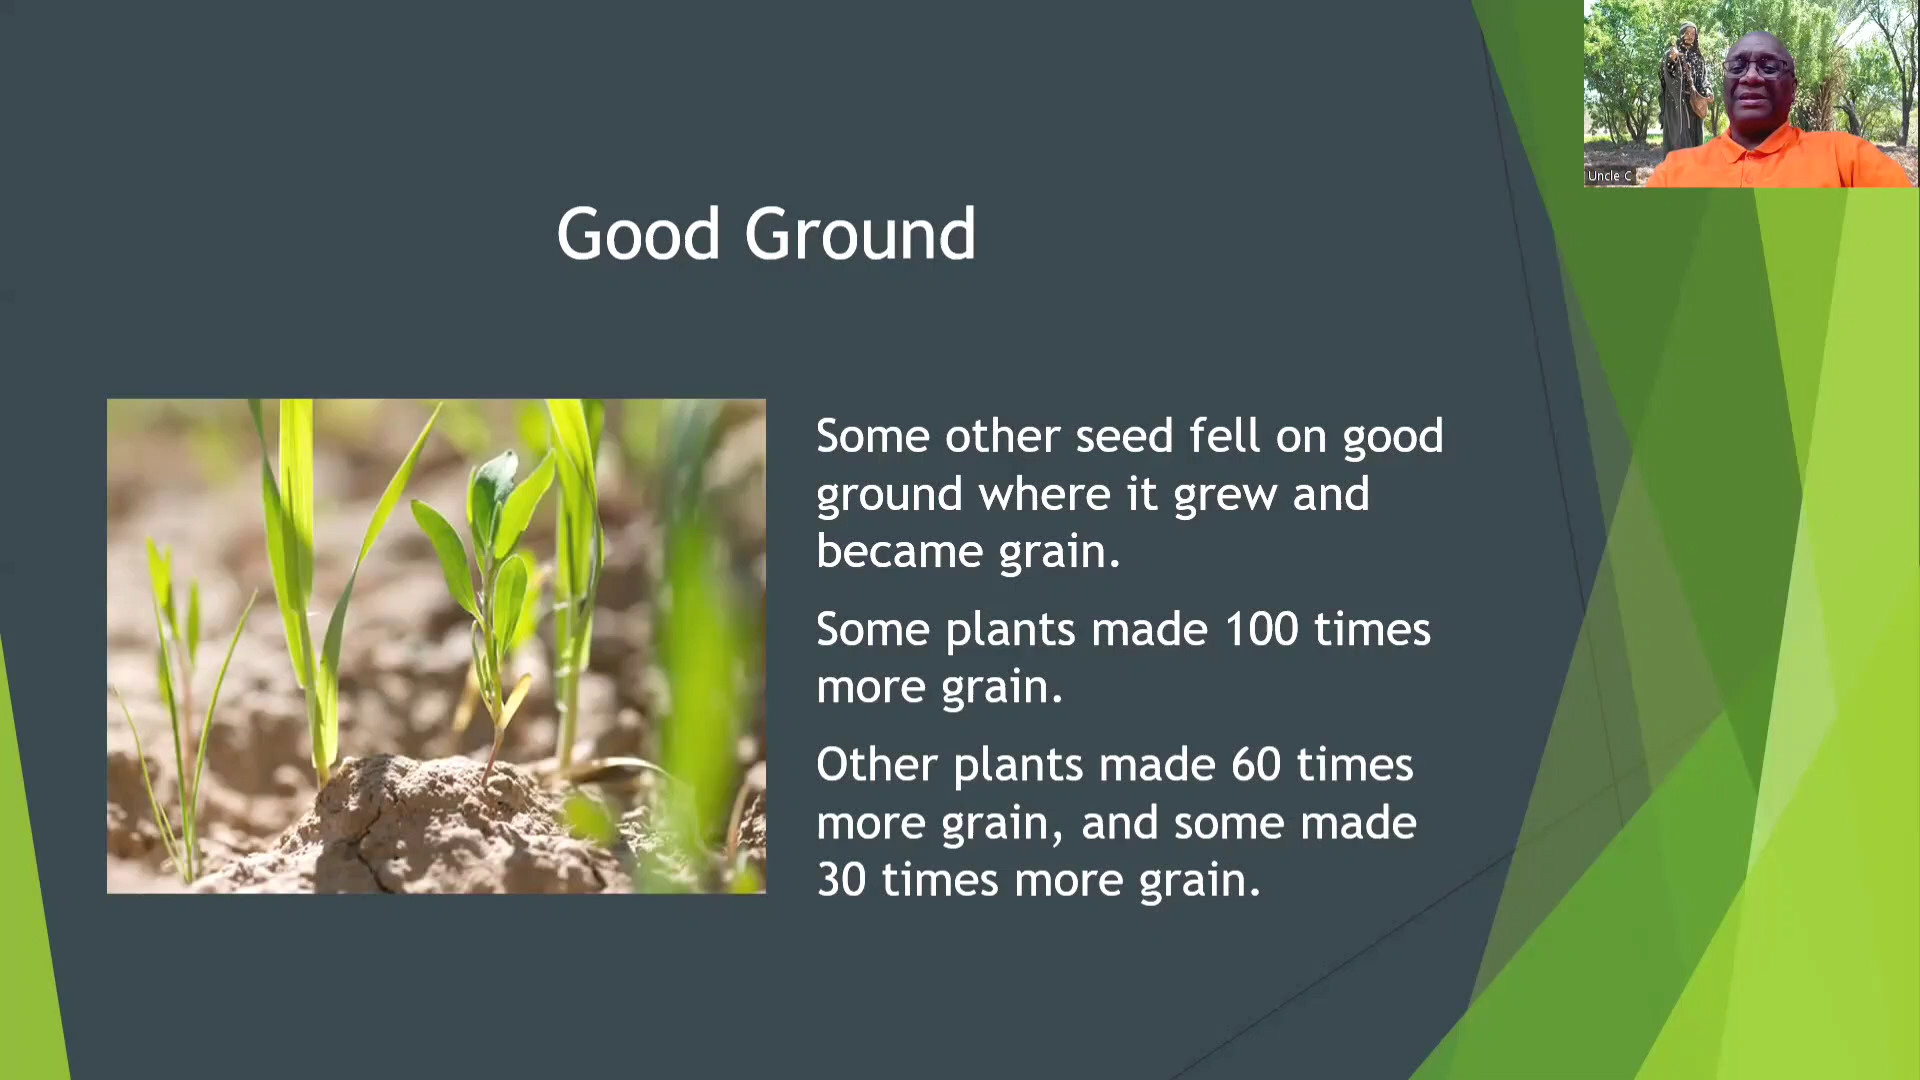 Uncle C
Good Ground
Some other seed fell on good
ground where it grew and
became grain.
Some plants made 100 times
more grain.
Other plants made 60 times
more grain, and some made
30 times more grain.